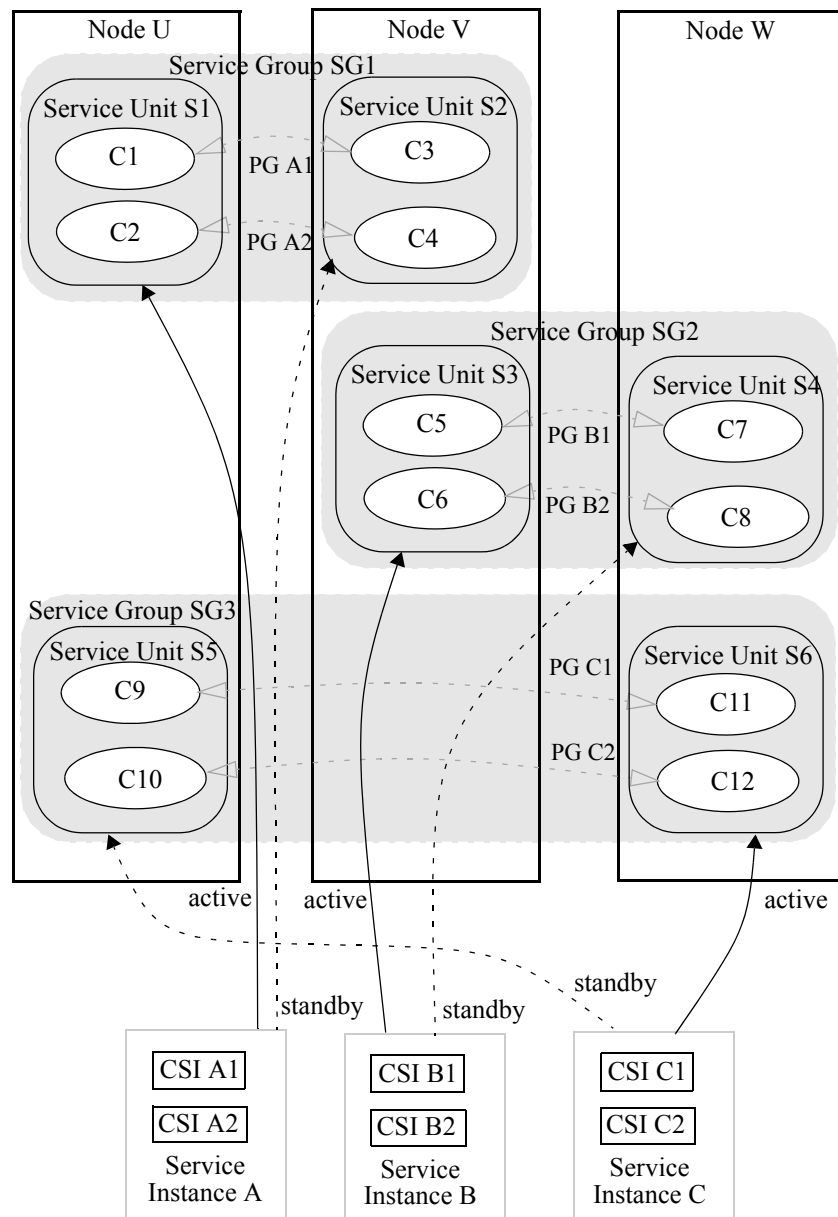 Node U
Node V
Node W
Service Group SG1
Service Unit S1
Service Unit S2
C1
C3
PG A1
C2
C4
PG A2
Service Group SG2
Service Unit S3
Service Unit S4
C5
C7
PG B1
C6
C8
PG B2
Service Group SG3
Service Unit S5
Service Unit S6
C9
PG C1
C11
C10
PG C2
C12
active
active
active
standby
standby
standby
CSI A1
CSI A2
Service
Instance A
CSI B1
CSI B2
Service
Instance B
CSI C1
CSI C2
Service
Instance C